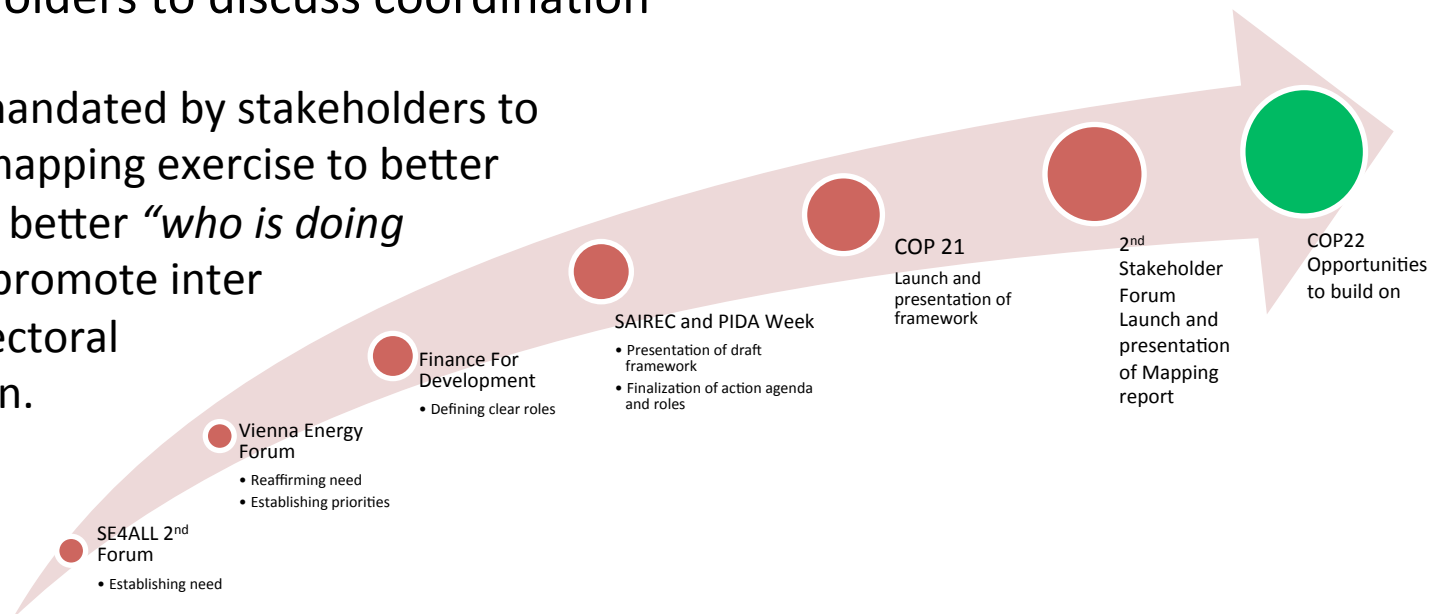 holders to discuss coordination
mandated by stakeholders to
mapping exercise to better
better “who is doing
promote inter
ectoral
n.
SE4ALL 2nd
Forum
• Establishing need
Vienna Energy
Forum
• Reaffirming need
• Establishing priorities
Finance For
Development
• Defining clear roles
SAIREC and PIDA Week
• Presentation of draft
framework
• Finalization of action agenda
and roles
COP 21
Launch and
presentation of
framework
2nd
Stakeholder
Forum
Launch and
presentation
of Mapping
report
COP22
Opportunities
to build on